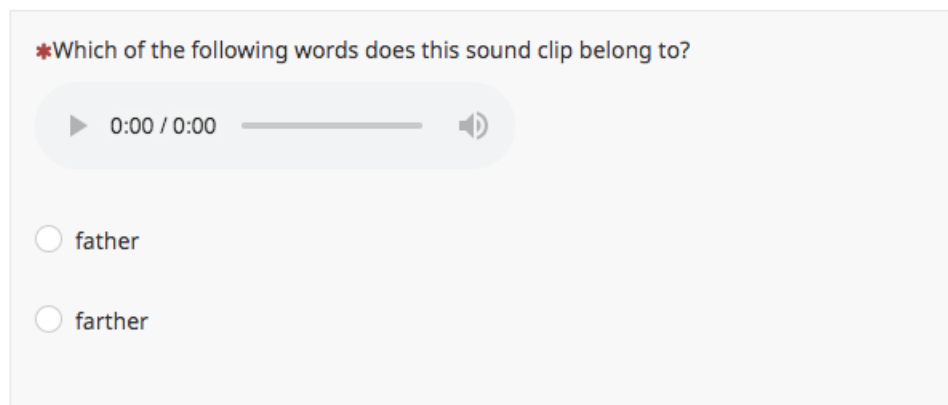 ✱Which of the following words does this sound clip belong to?
0:00 / 0:00
father
farther